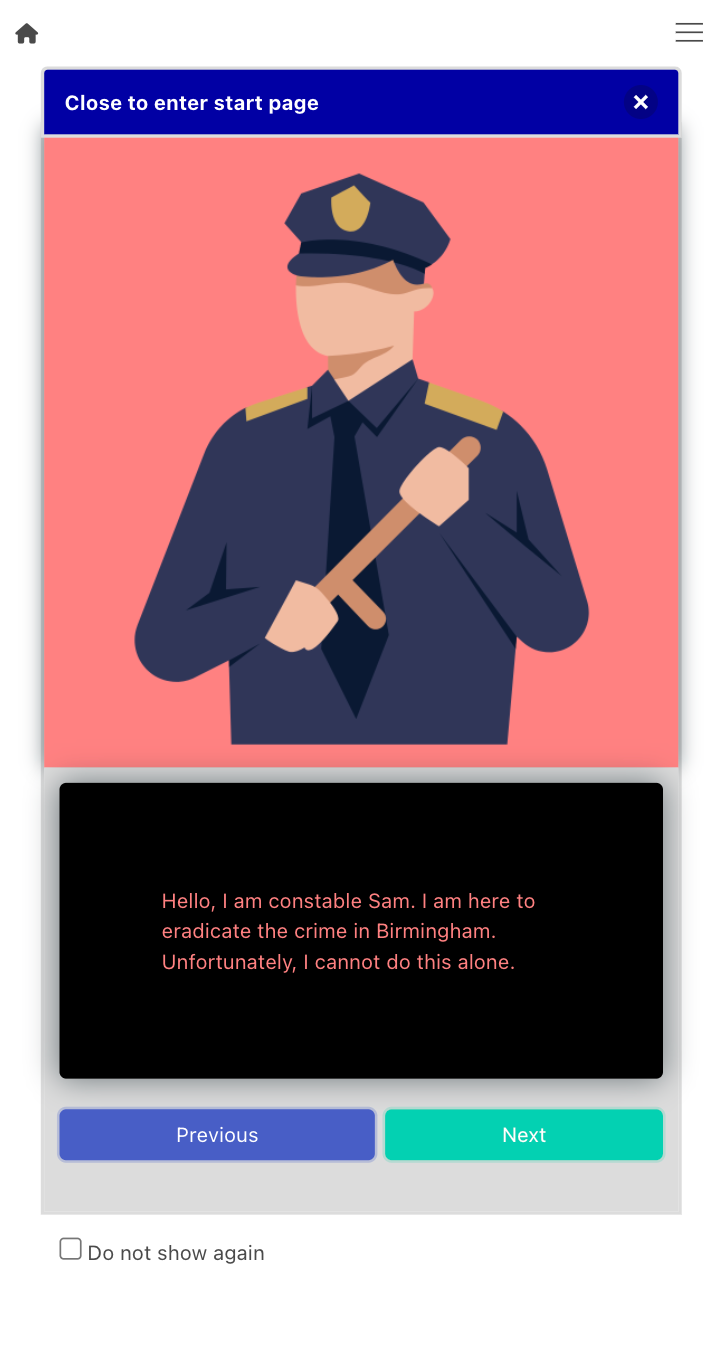 Close to enter start page
Hello, I am constable Sam. I am here to
eradicate the crime in Birmingham.
Unfortunately, I cannot do this alone.
Previous
Next
Do not show again